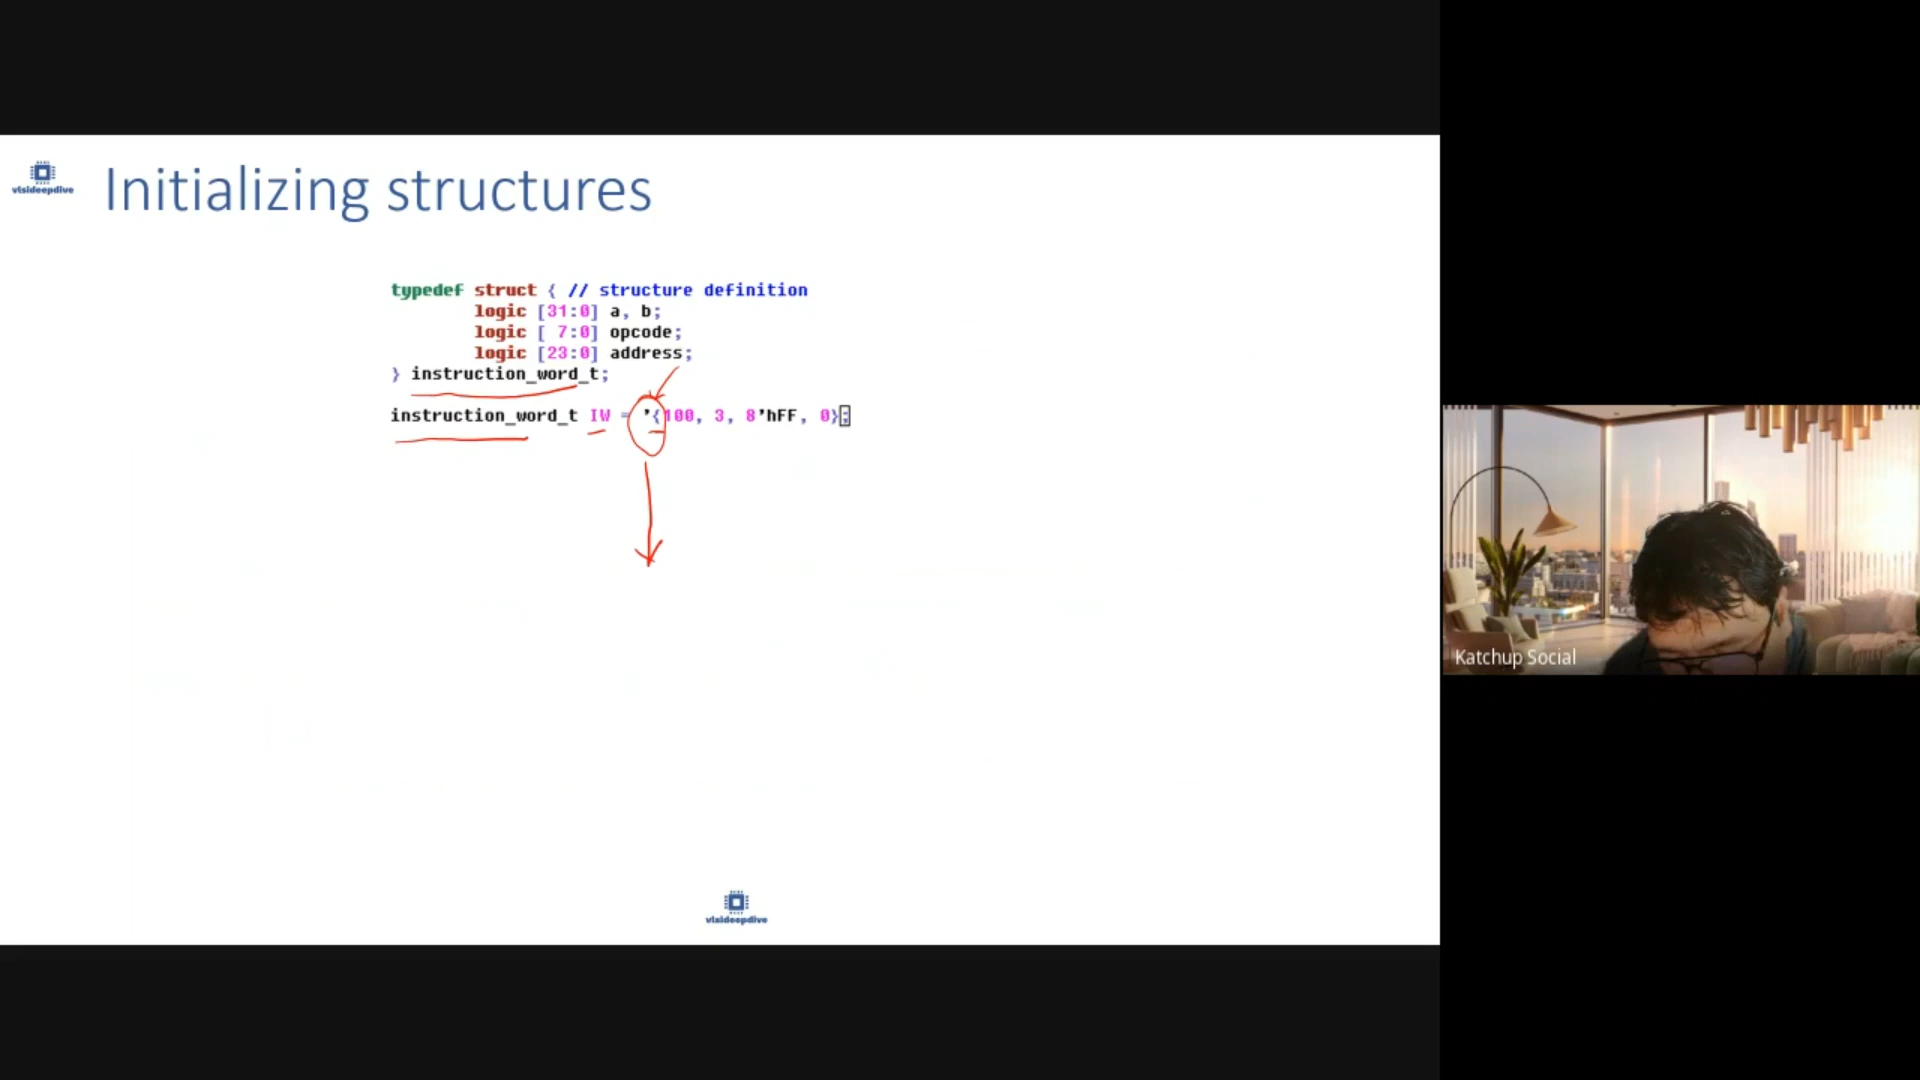 vlsideepdive
Initializing structures
typedef struct { // structure definition
logic [31:0] a, b;
logic [ 7:0] opcode;
logic [23:0] address;
} instruction_word_t;
instruction_word_t IW = '{100, 3, 8'hFF, 0};
Katchup Social
vlsideepdive